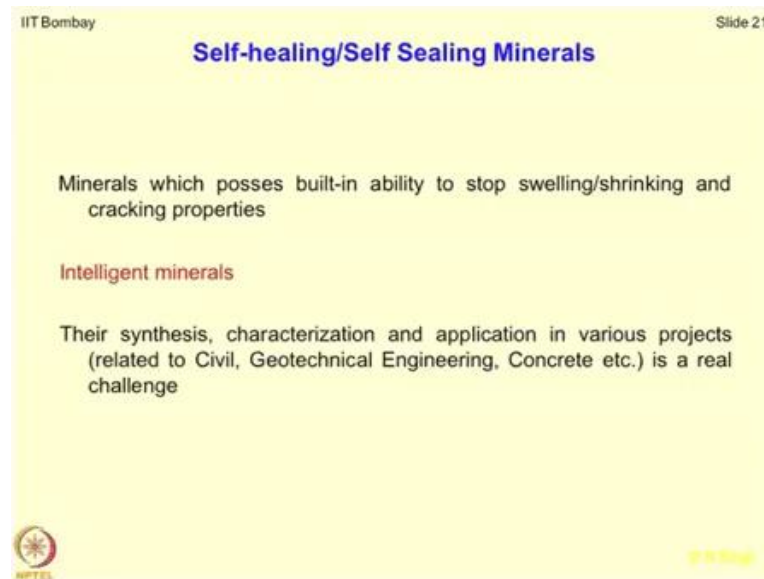 IIT Bombay
Slide 21
Self-healing/Self Sealing Minerals
Minerals which posses built-in ability to stop swelling/shrinking and
cracking properties
Intelligent minerals
Their synthesis, characterization and application in various projects
(related to Civil, Geotechnical Engineering, Concrete etc.) is a real
challenge
NPTEL